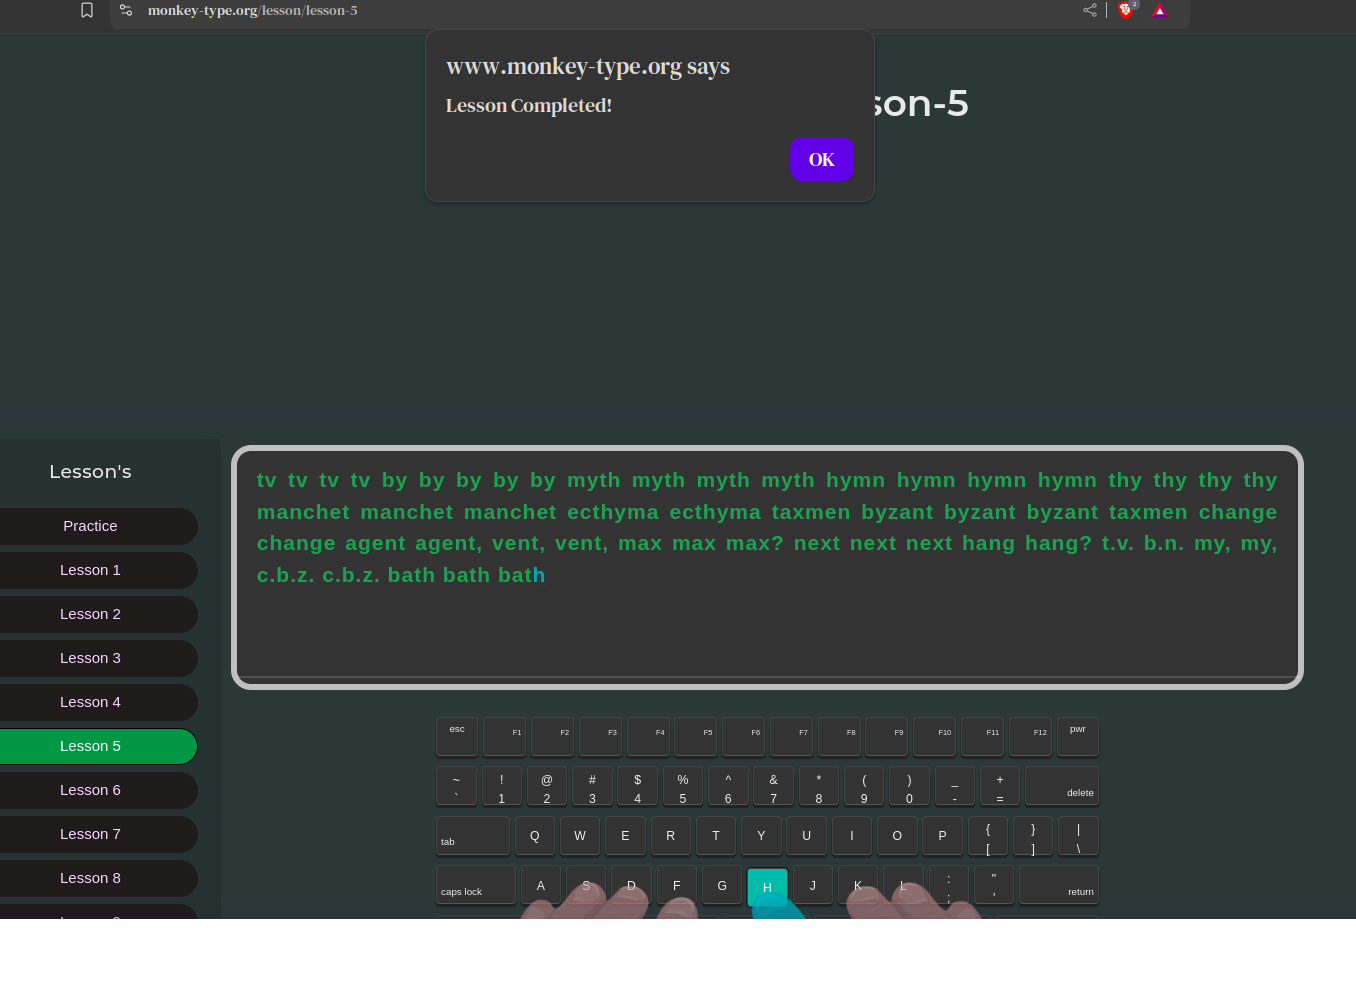 monkey-type.org/lesson/lesson-5
2
www.monkey-type.org says
Lesson Completed!
OK
son-5
Lesson's
Practice
Lesson 1
Lesson 2
Lesson 3
Lesson 4
Lesson 5
Lesson 6
Lesson 7
Lesson 8
tv tv tv tv by by by by by myth myth myth myth hymn hymn hymn hymn thy thy thy thy
manchet manchet manchet ecthyma ecthyma taxmen byzant byzant byzant taxmen change
change agent agent, vent, vent, max max max? next next next hang hang? t.v. b.n. my, my,
c.b.z. c.b.z. bath bath bath
esc F1 F2 F3 F4 F5 F6 F7 F8 F9 F10 F11 F12 pwr
~ ! @ # $ % ^ & * ( ) _ +
` 1 2 3 4 5 6 7 8 9 0 - = delete
tab Q W E R T Y U I O P { } |
[ ] \
caps lock A S D F G H J K L : "
; ' return